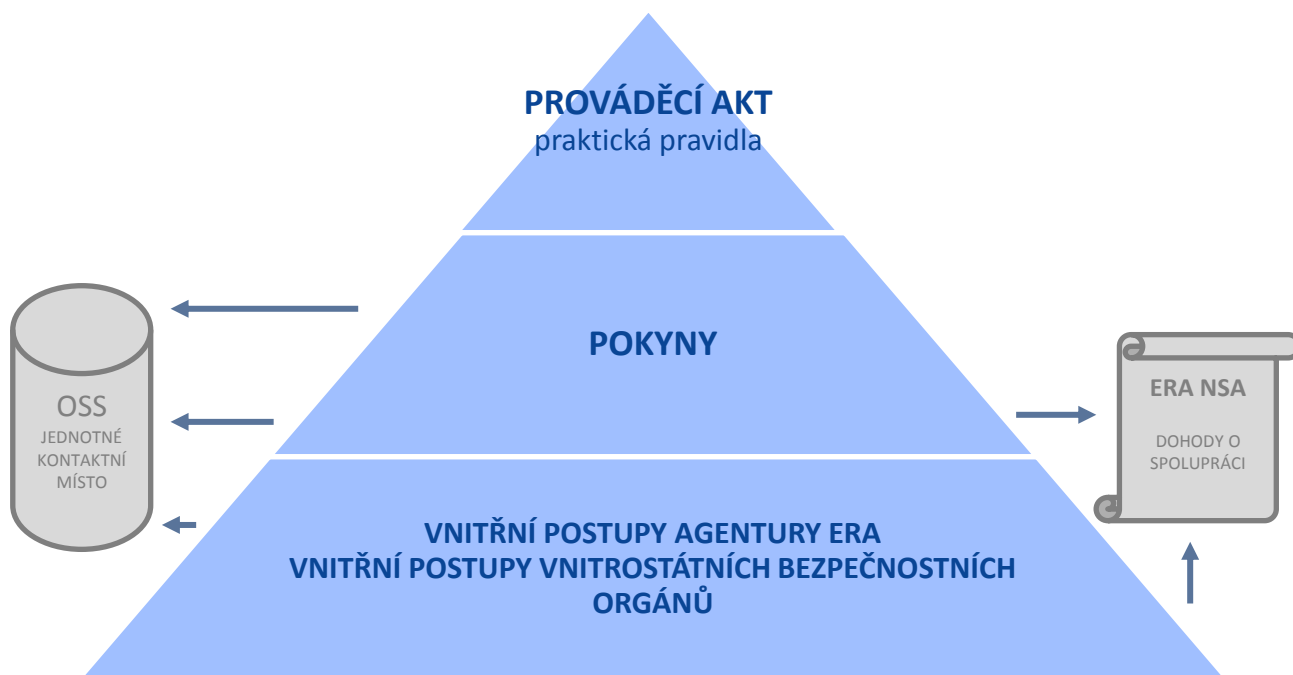 PROVÁDĚCÍ AKT
praktická pravidla
POKYNY
OSS
JEDNOTNÉ
KONTAKTNÍ
MÍSTO
ERA NSA
DOHODY O
SPOLUPRÁCI
VNITŘNÍ POSTUPY AGENTURY ERA
VNITŘNÍ POSTUPY VNITROSTÁTNÍCH BEZPEČNOSTNÍCH
ORGÁNŮ